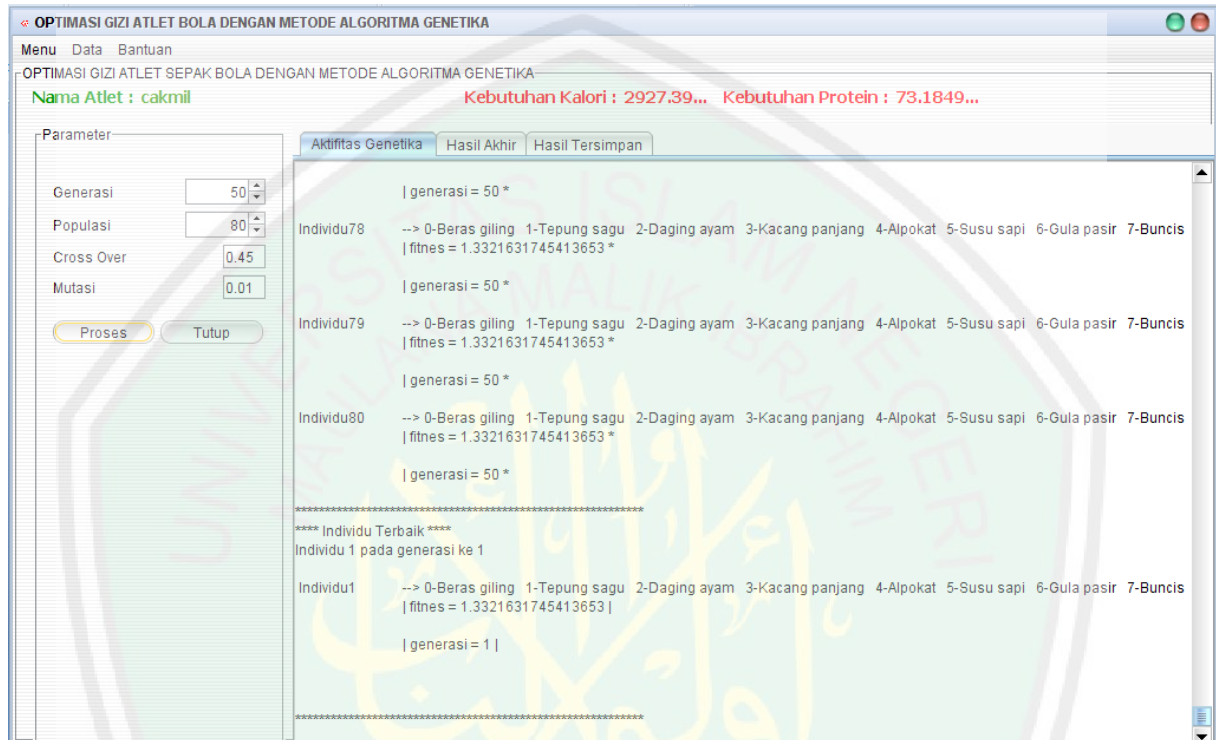 OPTIMASI GIZI ATLET BOLA DENGAN METODE ALGORITMA GENETIKA
Menu Data Bantuan
OPTIMASI GIZI ATLET SEPAK BOLA DENGAN METODE ALGORITMA GENETIKA
Nama Atlet : cakmil Kebutuhan Kalori : 2927.39... Kebutuhan Protein : 73.1849...
Parameter
Generasi 50
Populasi 80
Cross Over 0.45
Mutasi 0.01
Proses Tutup
Aktifitas Genetika Hasil Akhir Hasil Tersimpan
| generasi = 50 *
Individu78 --> 0-Beras giling 1-Tepung sagu 2-Daging ayam 3-Kacang panjang 4-Alpokat 5-Susu sapi 6-Gula pasir 7-Buncis
| fitnes = 1.3321631745413653 *
| generasi = 50 *
Individu79 --> 0-Beras giling 1-Tepung sagu 2-Daging ayam 3-Kacang panjang 4-Alpokat 5-Susu sapi 6-Gula pasir 7-Buncis
| fitnes = 1.3321631745413653 *
| generasi = 50 *
Individu80 --> 0-Beras giling 1-Tepung sagu 2-Daging ayam 3-Kacang panjang 4-Alpokat 5-Susu sapi 6-Gula pasir 7-Buncis
| fitnes = 1.3321631745413653 *
| generasi = 50 *
**********************************************************************
**** Individu Terbaik ****
Individu 1 pada generasi ke 1
Individu1 --> 0-Beras giling 1-Tepung sagu 2-Daging ayam 3-Kacang panjang 4-Alpokat 5-Susu sapi 6-Gula pasir 7-Buncis
| fitnes = 1.3321631745413653 |
| generasi = 1 |
**********************************************************************
UNIVERSITAS ISLAM NEGERI
MAULANA MALIK IBRAHIM